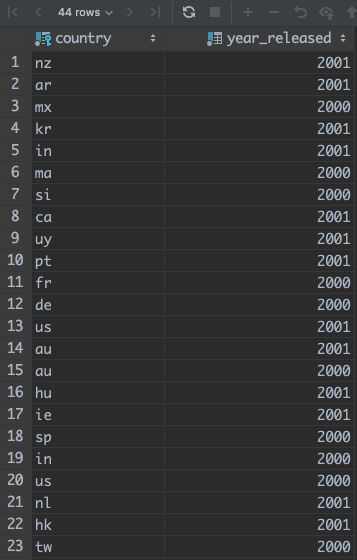 44 rows
country year_released
1 nz 2001
2 ar 2001
3 mx 2000
4 kr 2001
5 in 2001
6 ma 2000
7 si 2000
8 ca 2001
9 uy 2001
10 pt 2001
11 fr 2000
12 de 2000
13 us 2001
14 au 2001
15 au 2000
16 hu 2001
17 ie 2001
18 sp 2000
19 in 2000
20 us 2000
21 nl 2001
22 hk 2001
23 tw 2000